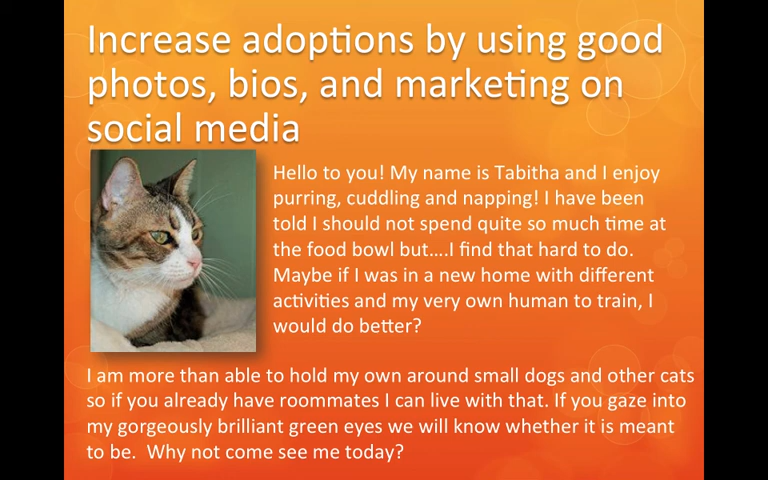 Increase adoptions by using good
photos, bios, and marketing on
social media
Hello to you! My name is Tabitha and I enjoy
purring, cuddling and napping! I have been
told I should not spend quite so much time at
the food bowl but....I find that hard to do.
Maybe if I was in a new home with different
activities and my very own human to train, I
would do better?
I am more than able to hold my own around small dogs and other cats
so if you already have roommates I can live with that. If you gaze into
my gorgeously brilliant green eyes we will know whether it is meant
to be.  Why not come see me today?